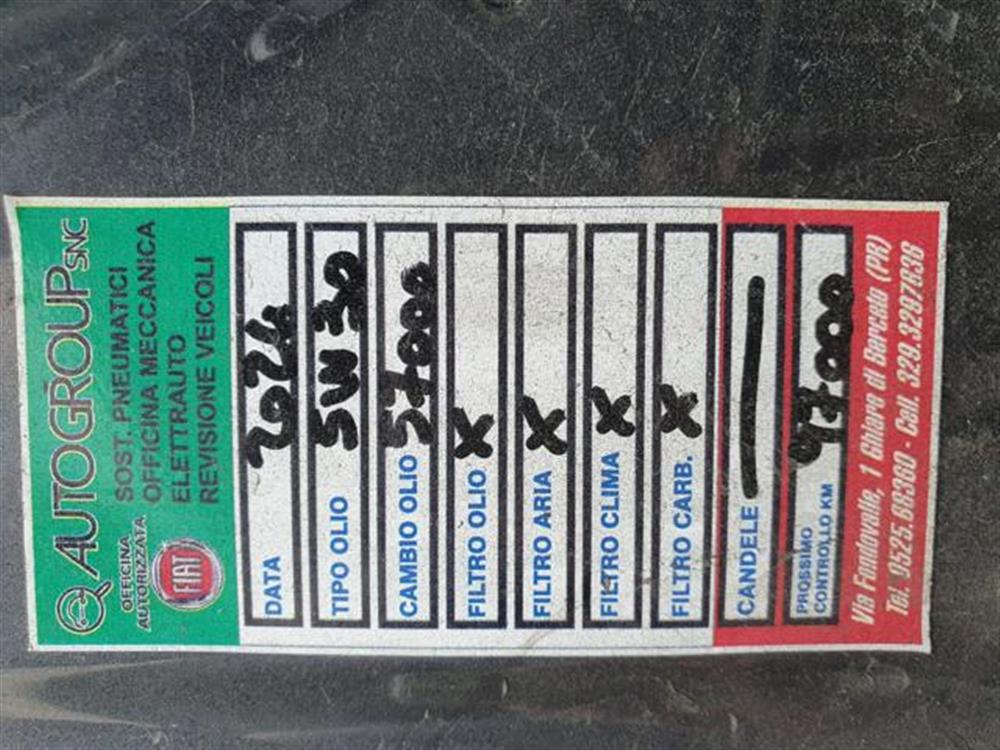 AUTOGROUP SNC
OFFICINA
AUTORIZZATA
FIAT
SOST. PNEUMATICI
OFFICINA MECCANICA
ELETTRAUTO
REVISIONE VEICOLI
DATA 2024
TIPO OLIO 5W30
CAMBIO OLIO 57000
FILTRO OLIO X
FILTRO ARIA X
FILTRO CLIMA X
FILTRO CARB. X
CANDELE —
PROSSIMO
CONTROLLO KM 77000
Via Fondovalle, 1 Ghiare di Berceto (PR)
Tel. 0525.68360 - Cell. 329.3297636